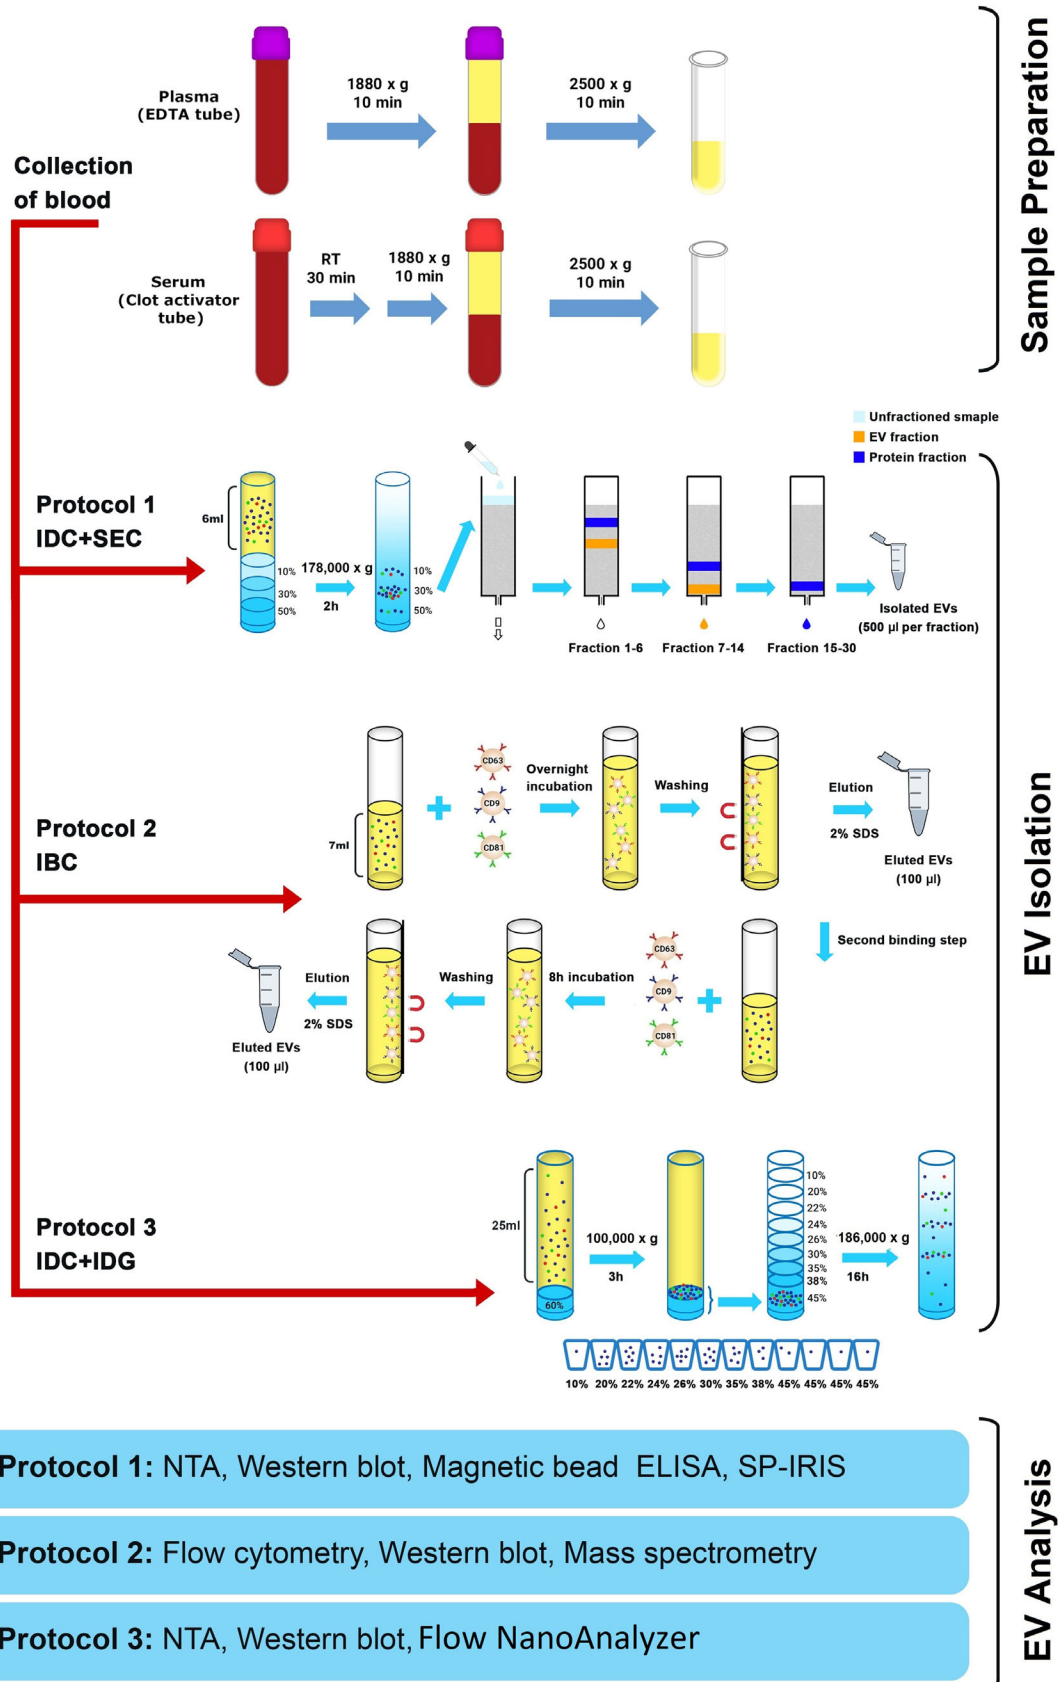 Sample Preparation
Plasma
(EDTA tube)
1880 x g
10 min
2500 x g
10 min
Collection
of blood
Serum
(Clot activator
tube)
RT
30 min
1880 x g
10 min
2500 x g
10 min
Unfractioned smaple
EV fraction
Protein fraction
EV Isolation
Protocol 1
IDC+SEC
6ml
10%
30%
50%
178,000 x g
2h
10%
30%
50%
Fraction 1-6
Fraction 7-14
Fraction 15-30
Isolated EVs
(500 µl per fraction)
Protocol 2
IBC
7ml
CD63
CD9
CD81
Overnight
incubation
Washing
Elution
2% SDS
Eluted EVs
(100 µl)
Second binding step
CD63
CD9
CD81
8h incubation
Washing
Elution
2% SDS
Eluted EVs
(100 µl)
Protocol 3
IDC+IDG
25ml
60%
100,000 x g
3h
10%
20%
22%
24%
26%
30%
35%
38%
45%
186,000 x g
16h
10% 20% 22% 24% 26% 30% 35% 38% 45% 45% 45% 45%
EV Analysis
Protocol 1: NTA, Western blot, Magnetic bead ELISA, SP-IRIS
Protocol 2: Flow cytometry, Western blot, Mass spectrometry
Protocol 3: NTA, Western blot, Flow NanoAnalyzer